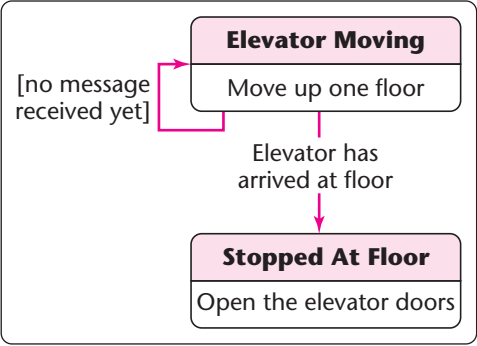 Elevator Moving
Move up one floor
[no message
received yet]
Elevator has
arrived at floor
Stopped At Floor
Open the elevator doors